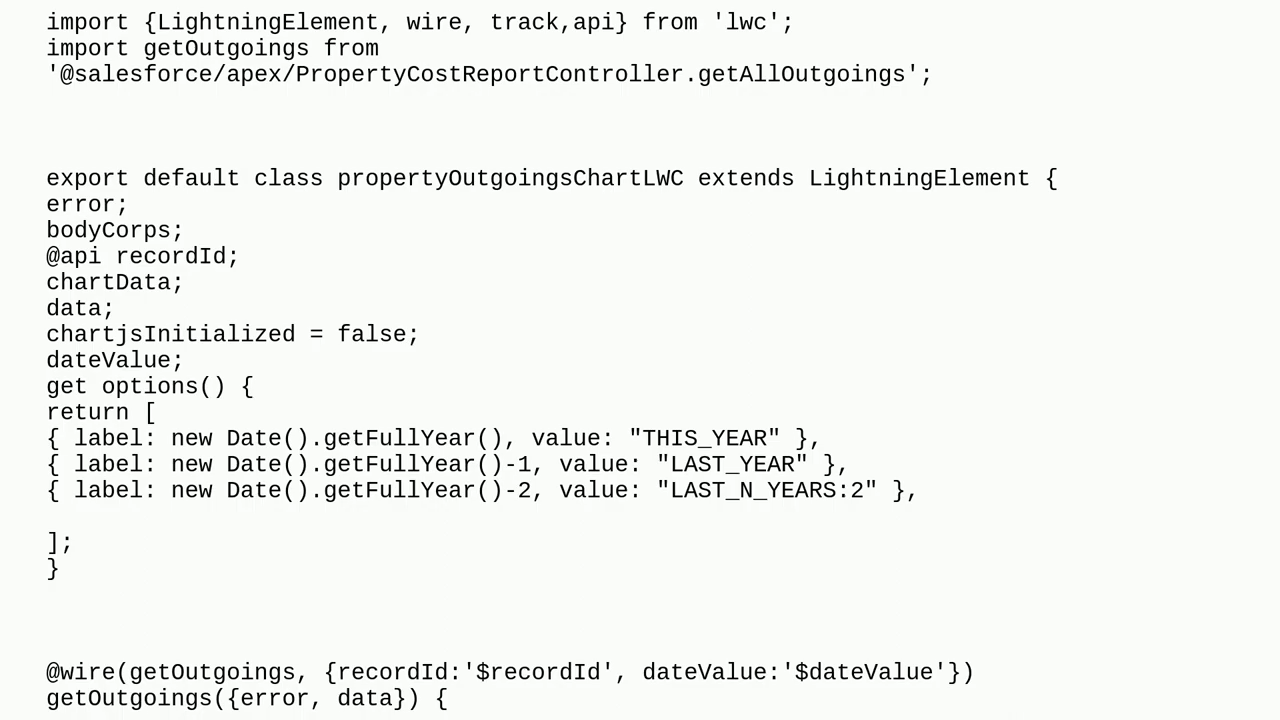 import {LightningElement, wire, track,api} from 'lwc';
import getOutgoings from
'@salesforce/apex/PropertyCostReportController.getAllOutgoings';
export default class propertyOutgoingsChartLWC extends LightningElement {
error;
bodyCorps;
@api recordId;
chartData;
data;
chartjsInitialized = false;
dateValue;
get options() {
return [
{ label: new Date().getFullYear(), value: "THIS_YEAR" },
{ label: new Date().getFullYear()-1, value: "LAST_YEAR" },
{ label: new Date().getFullYear()-2, value: "LAST_N_YEARS:2" },
];
}
@wire(getOutgoings, {recordId:'$recordId', dateValue:'$dateValue'})
getOutgoings({error, data}) {